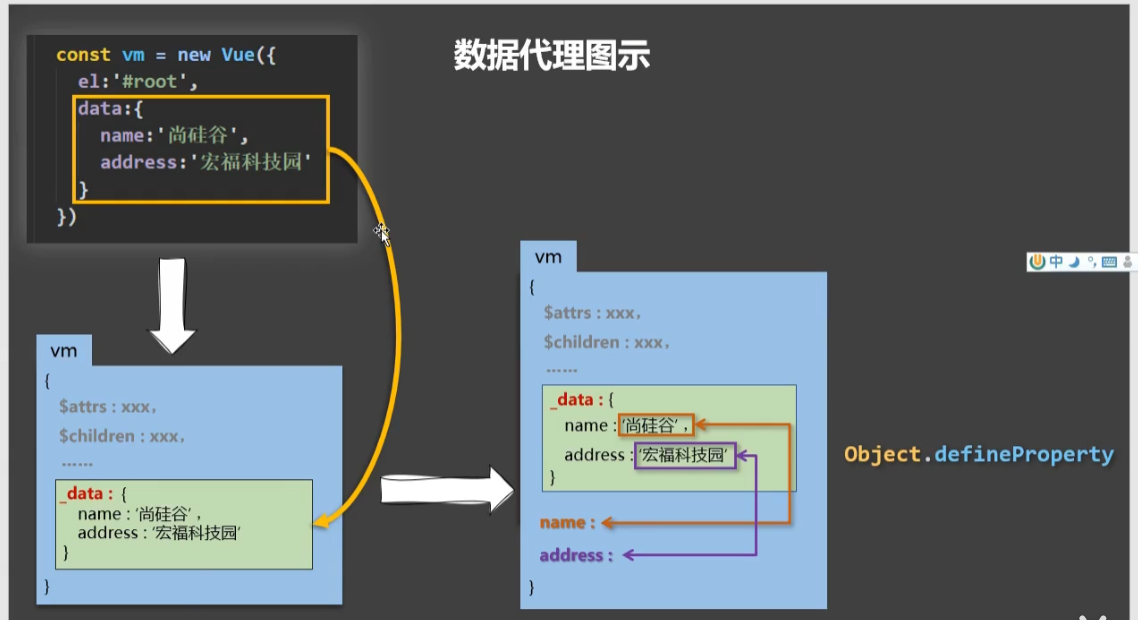 数据代理图示
const vm = new Vue({
el:'#root',
data:{
name:'尚硅谷',
address:'宏福科技园'
}
})
vm
{
$attrs : xxx,
$children : xxx,
......
_data : {
name : '尚硅谷' ,
address : '宏福科技园'
}
}
vm
{
$attrs : xxx,
$children : xxx,
......
_data : {
name : '尚硅谷' ,
address : '宏福科技园'
}
name :
address :
}
Object.defineProperty
中